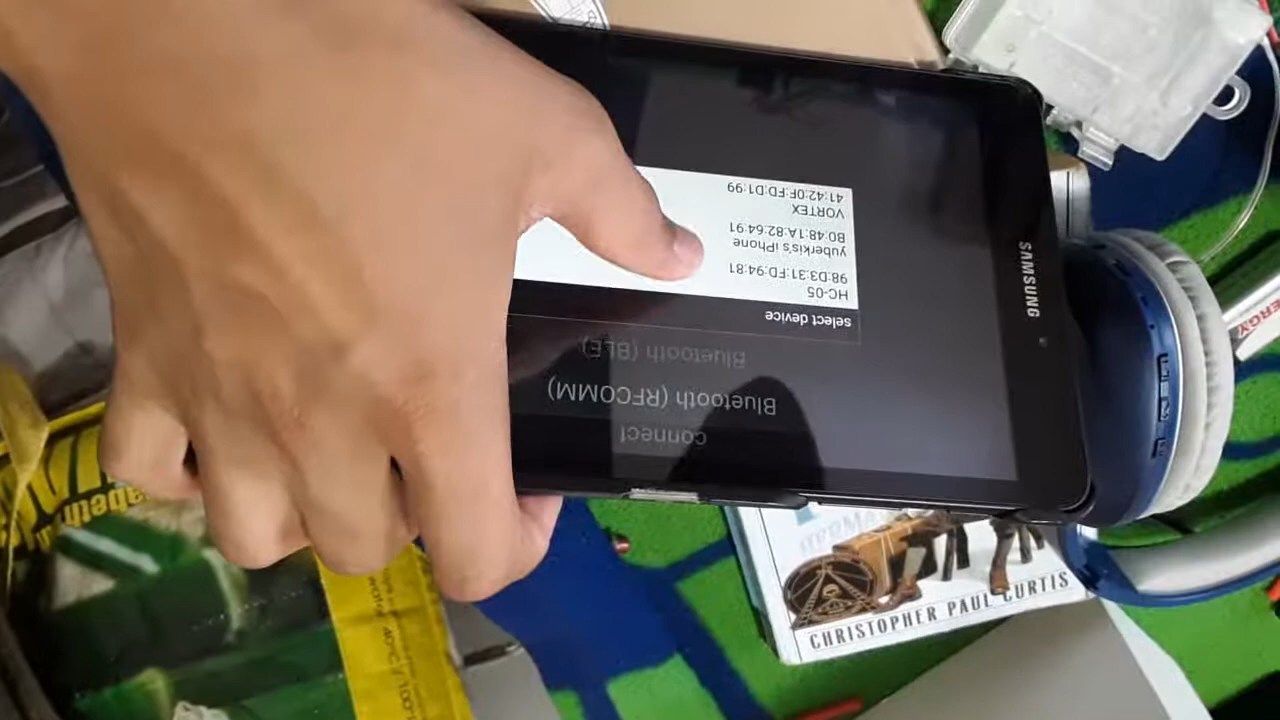 SAMSUNG
connect
Bluetooth (RFCOMM)
Bluetooth (BLE)
select device
HC-05
98:D3:31:FD:94:81
yuberkis's iPhone
B0:48:1A:82:64:91
VORTEX
41:42:0F:FD:D1:99
CHRISTOPHER PAUL CURTIS
ERGY